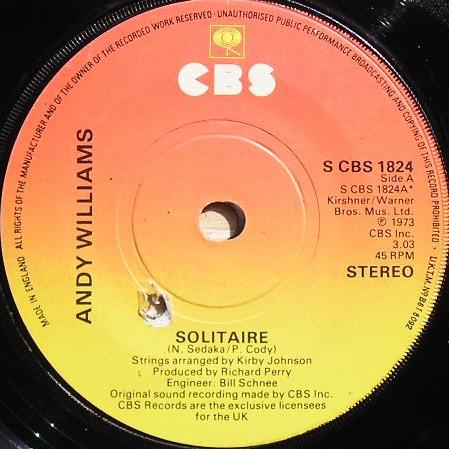 ALL RIGHTS OF THE MANUFACTURER AND OF THE OWNER OF THE RECORDED WORK RESERVED · UNAUTHORISED PUBLIC PERFORMANCE BROADCASTING AND COPYING OF THIS RECORD PROHIBITED · U.K.T.M. Nº B618092
MADE IN ENGLAND
CBS
ANDY WILLIAMS
S CBS 1824
Side A
S CBS 1824A*
Kirshner/Warner
Bros. Mus. Ltd.
℗ 1973
CBS Inc.
3.03
45 RPM
STEREO
SOLITAIRE
(N. Sedaka/P. Cody)
Strings arranged by Kirby Johnson
Produced by Richard Perry
Engineer: Bill Schnee
Original sound recording made by CBS Inc.
CBS Records are the exclusive licensees
for the UK